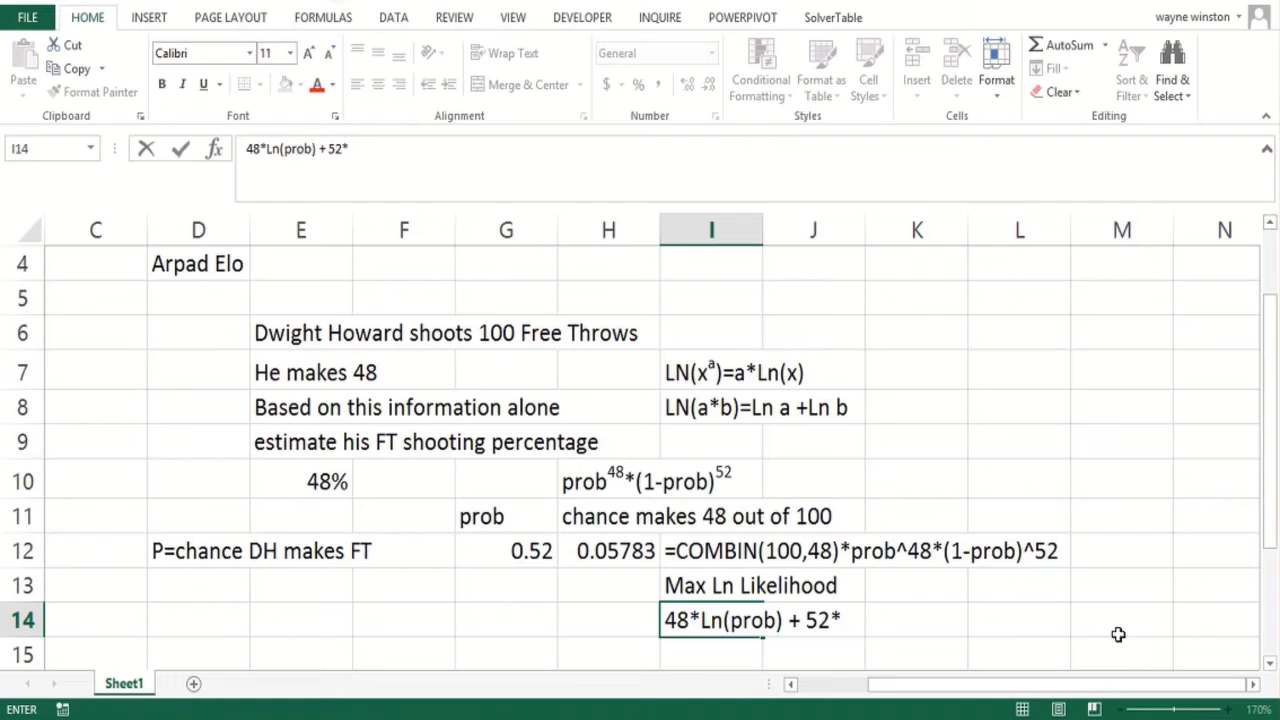 FILE HOME INSERT PAGE LAYOUT FORMULAS DATA REVIEW VIEW DEVELOPER INQUIRE POWERPIVOT SolverTable wayne winston
Paste
Cut
Copy
Format Painter
Clipboard
Calibri 11
B I U
Font
Wrap Text
Merge & Center
Alignment
General
$ % ,
Number
Conditional Formatting
Format as Table
Cell Styles
Styles
Insert
Delete
Format
Cells
AutoSum
Fill
Clear
Sort & Filter
Find & Select
Editing
I14 fx 48*Ln(prob) + 52*
C D E F G H I J K L M N
4 Arpad Elo
5
6 Dwight Howard shoots 100 Free Throws
7 He makes 48 LN(xᵃ)=a*Ln(x)
8 Based on this information alone LN(a*b)=Ln a +Ln b
9 estimate his FT shooting percentage
10 48% prob⁴⁸*(1-prob)⁵²
11 prob chance makes 48 out of 100
12 P=chance DH makes FT 0.52 0.05783 =COMBIN(100,48)*prob^48*(1-prob)^52
13 Max Ln Likelihood
14 48*Ln(prob) + 52*
15
Sheet1
ENTER 170%